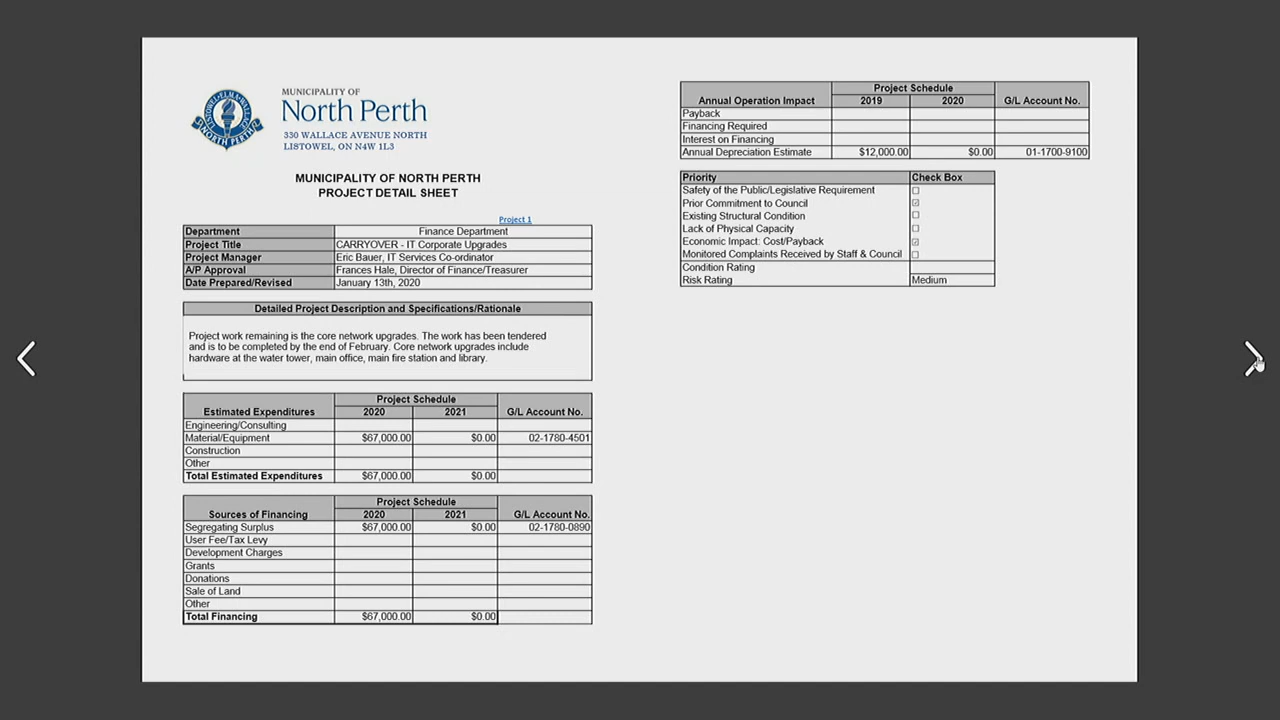 MUNICIPALITY OF
North Perth
330 WALLACE AVENUE NORTH
LISTOWEL, ON N4W 1L3
NORTH PERTH
MUNICIPALITY OF NORTH PERTH
PROJECT DETAIL SHEET
Project 1
Department Finance Department
Project Title CARRYOVER - IT Corporate Upgrades
Project Manager Eric Bauer, IT Services Co-ordinator
A/P Approval Frances Hale, Director of Finance/Treasurer
Date Prepared/Revised January 13th, 2020
Detailed Project Description and Specifications/Rationale
Project work remaining is the core network upgrades. The work has been tendered
and is to be completed by the end of February. Core network upgrades include
hardware at the water tower, main office, main fire station and library.
Project Schedule
Estimated Expenditures 2020 2021 G/L Account No.
Engineering/Consulting
Material/Equipment $67,000.00 $0.00 02-1780-4501
Construction
Other
Total Estimated Expenditures $67,000.00 $0.00
Project Schedule
Sources of Financing 2020 2021 G/L Account No.
Segregating Surplus $67,000.00 $0.00 02-1780-0890
User Fee/Tax Levy
Development Charges
Grants
Donations
Sale of Land
Other
Total Financing $67,000.00 $0.00
Project Schedule
Annual Operation Impact 2019 2020 G/L Account No.
Payback
Financing Required
Interest on Financing
Annual Depreciation Estimate $12,000.00 $0.00 01-1700-9100
Priority Check Box
Safety of the Public/Legislative Requirement
Prior Commitment to Council
Existing Structural Condition
Lack of Physical Capacity
Economic Impact: Cost/Payback
Monitored Complaints Received by Staff & Council
Condition Rating
Risk Rating Medium